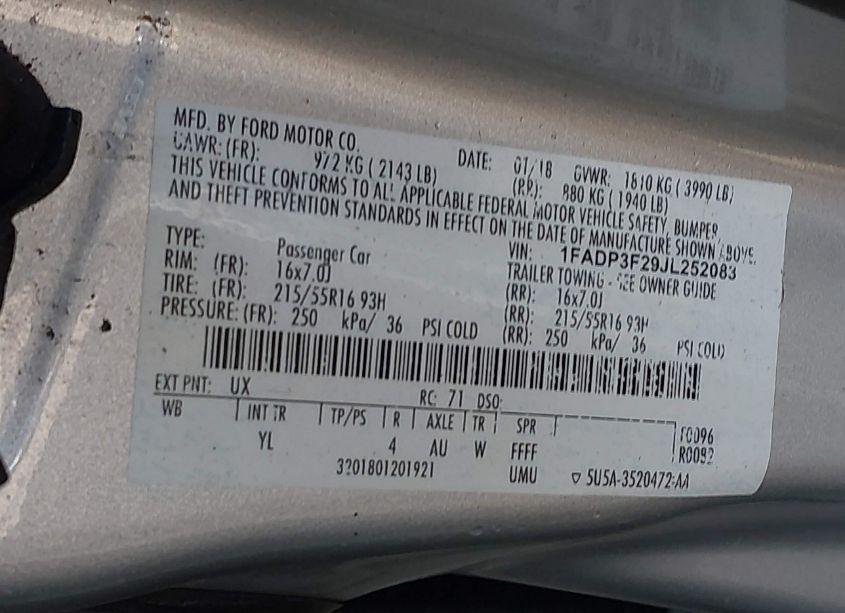 MFD. BY FORD MOTOR CO.
DATE: 01/18 GVWR: 1810 KG ( 3990 LB)
GAWR: (FR): 972 KG ( 2143 LB) (RR): 880 KG ( 1940 LB)
THIS VEHICLE CONFORMS TO ALL APPLICABLE FEDERAL MOTOR VEHICLE SAFETY, BUMPER,
AND THEFT PREVENTION STANDARDS IN EFFECT ON THE DATE OF MANUFACTURE SHOWN ABOVE.
VIN: 1FADP3F29JL252083
TYPE: Passenger Car TRAILER TOWING - SEE OWNER GUIDE
RIM: (FR): 16x7.0J (RR): 16x7.0J
TIRE: (FR): 215/55R16 93H (RR): 215/55R16 93H
PRESSURE: (FR): 250 kPa/ 36 PSI COLD (RR): 250 kPa/ 36 PSI COLD
EXT PNT: UX RC: 71 DSO:
WB INT TR TP/PS R AXLE TR SPR
YL 4 AU W FFFF
UMU
3201801201921
▽ 5U5A-3520472-AA